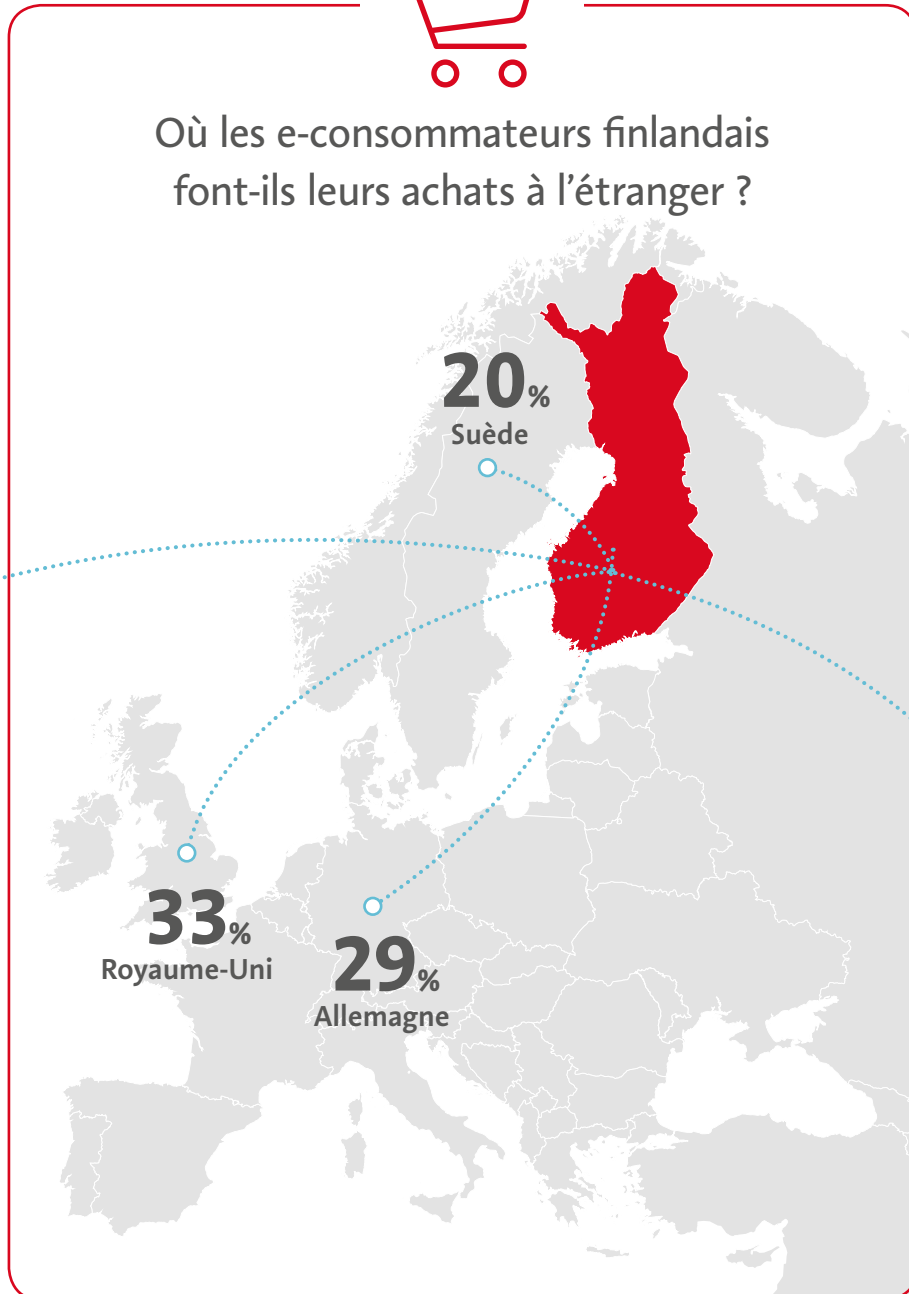 Où les e-consommateurs finlandais
font-ils leurs achats à l’étranger ?
20%
Suède
33%
Royaume-Uni
29%
Allemagne